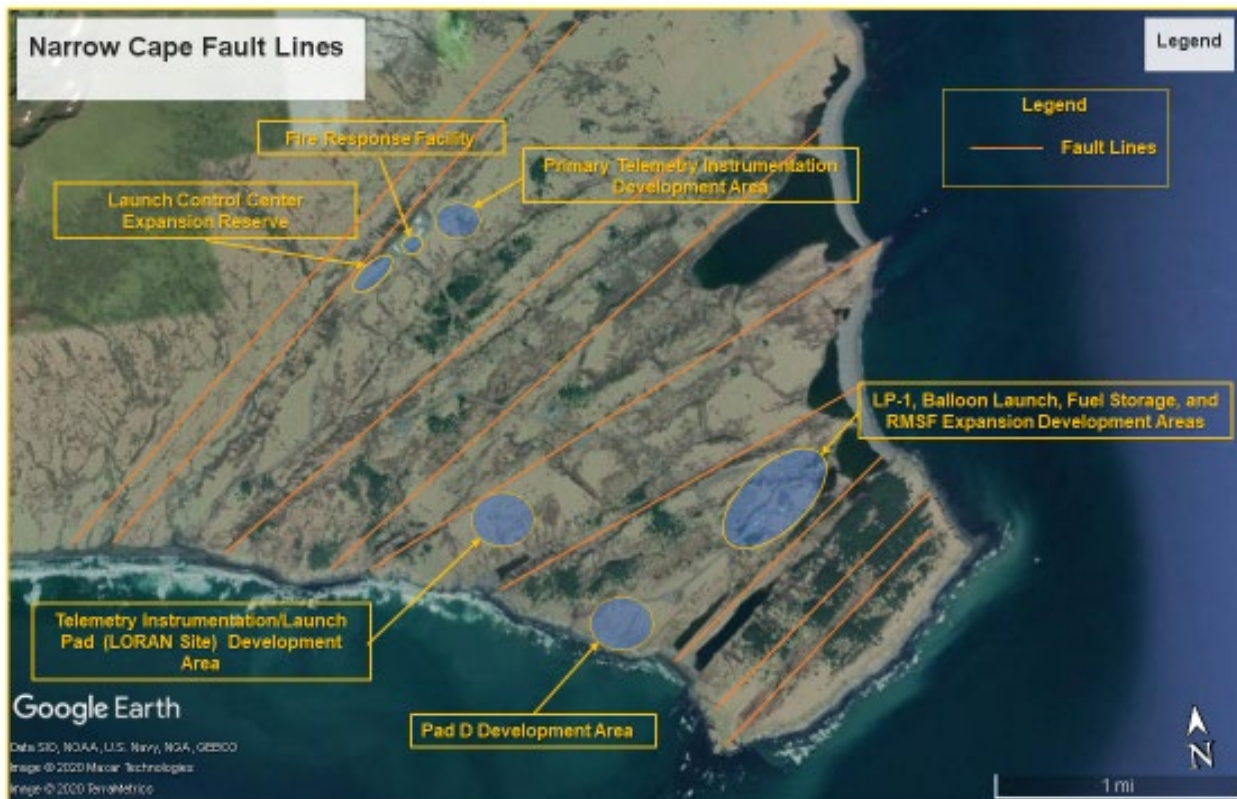 Narrow Cape Fault Lines
Legend
Legend
Fault Lines
Fire Response Facility
Primary Telemetry Instrumentation
Development Area
Launch Control Center
Expansion Reserve
LP-1, Balloon Launch, Fuel Storage, and
RMSF Expansion Development Areas
Telemetry Instrumentation/Launch
Pad (LORAN Site) Development
Area
Pad D Development Area
Google Earth
Data SIO, NOAA, U.S. Navy, NGA, GEBCO
Image © 2020 Maxar Technologies
Image © 2020 TerraMetrics
N
1 mi